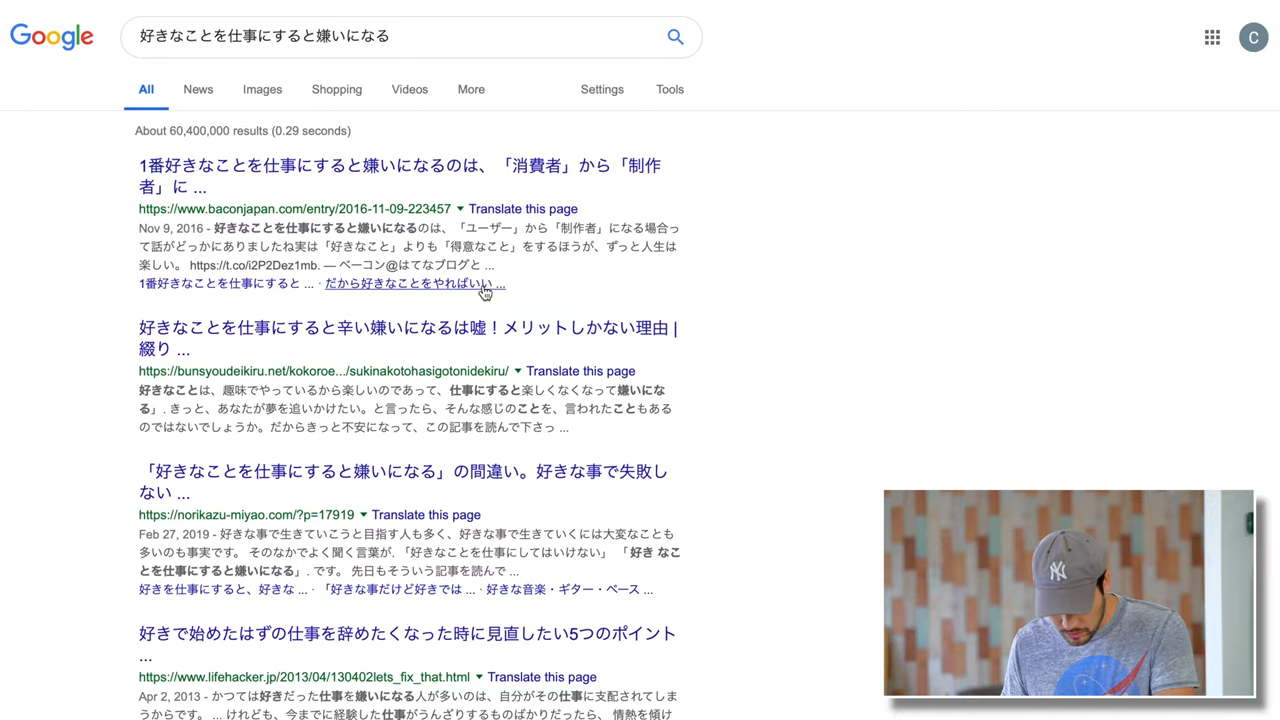 Google
好きなことを仕事にすると嫌いになる
C
All News Images Shopping Videos More Settings Tools
About 60,400,000 results (0.29 seconds)
1番好きなことを仕事にすると嫌いになるのは、「消費者」から「制作
者」に ...
https://www.baconjapan.com/entry/2016-11-09-223457 ▼ Translate this page
Nov 9, 2016 - 好きなことを仕事にすると嫌いになるのは、「ユーザー」から「制作者」になる場合っ
て話がどっかにありましたね実は「好きなこと」よりも「得意なこと」をするほうが、ずっと人生は
楽しい。 https://t.co/i2P2Dez1mb. — ベーコン@はてなブログと ...
1番好きなことを仕事にすると ... · だから好きなことをやればいい ...
好きなことを仕事にすると辛い嫌いになるは嘘！メリットしかない理由 |
綴り ...
https://bunsyoudeikiru.net/kokoroe.../sukinakotohasigotonidekiru/ ▼ Translate this page
好きなことは、趣味でやっているから楽しいのであって、仕事にすると楽しくなくなって嫌いにな
る」. きっと、あなたが夢を追いかけたい。と言ったら、そんな感じのことを、言われたこともある
のではないでしょうか。だからきっと不安になって、この記事を読んで下さっ ...
「好きなことを仕事にすると嫌いになる」の間違い。好きな事で失敗し
ない ...
https://norikazu-miyao.com/?p=17919 ▼ Translate this page
Feb 27, 2019 - 好きな事で生きていこうと目指す人も多く、好きな事で生きていくには大変なことも
多いのも事実です。 そのなかでよく聞く言葉が. 「好きなことを仕事にしてはいけない」 「好き なこ
とを仕事にすると嫌いになる」. です。 先日もそういう記事を読んで ...
好きを仕事にすると、好きな ... · 「好きな事だけど好きでは ... · 好きな音楽・ギター・ベース ...
好きで始めたはずの仕事を辞めたくなった時に見直したい5つのポイント
...
https://www.lifehacker.jp/2013/04/130402lets_fix_that.html ▼ Translate this page
Apr 2, 2013 - かつては好きだった仕事を嫌いになる人が多いのは、自分がその仕事に支配されてしま
うからです。 ... けれども、今までに経験した仕事がうんざりするものばかりだったら、 情熱を傾け
NY